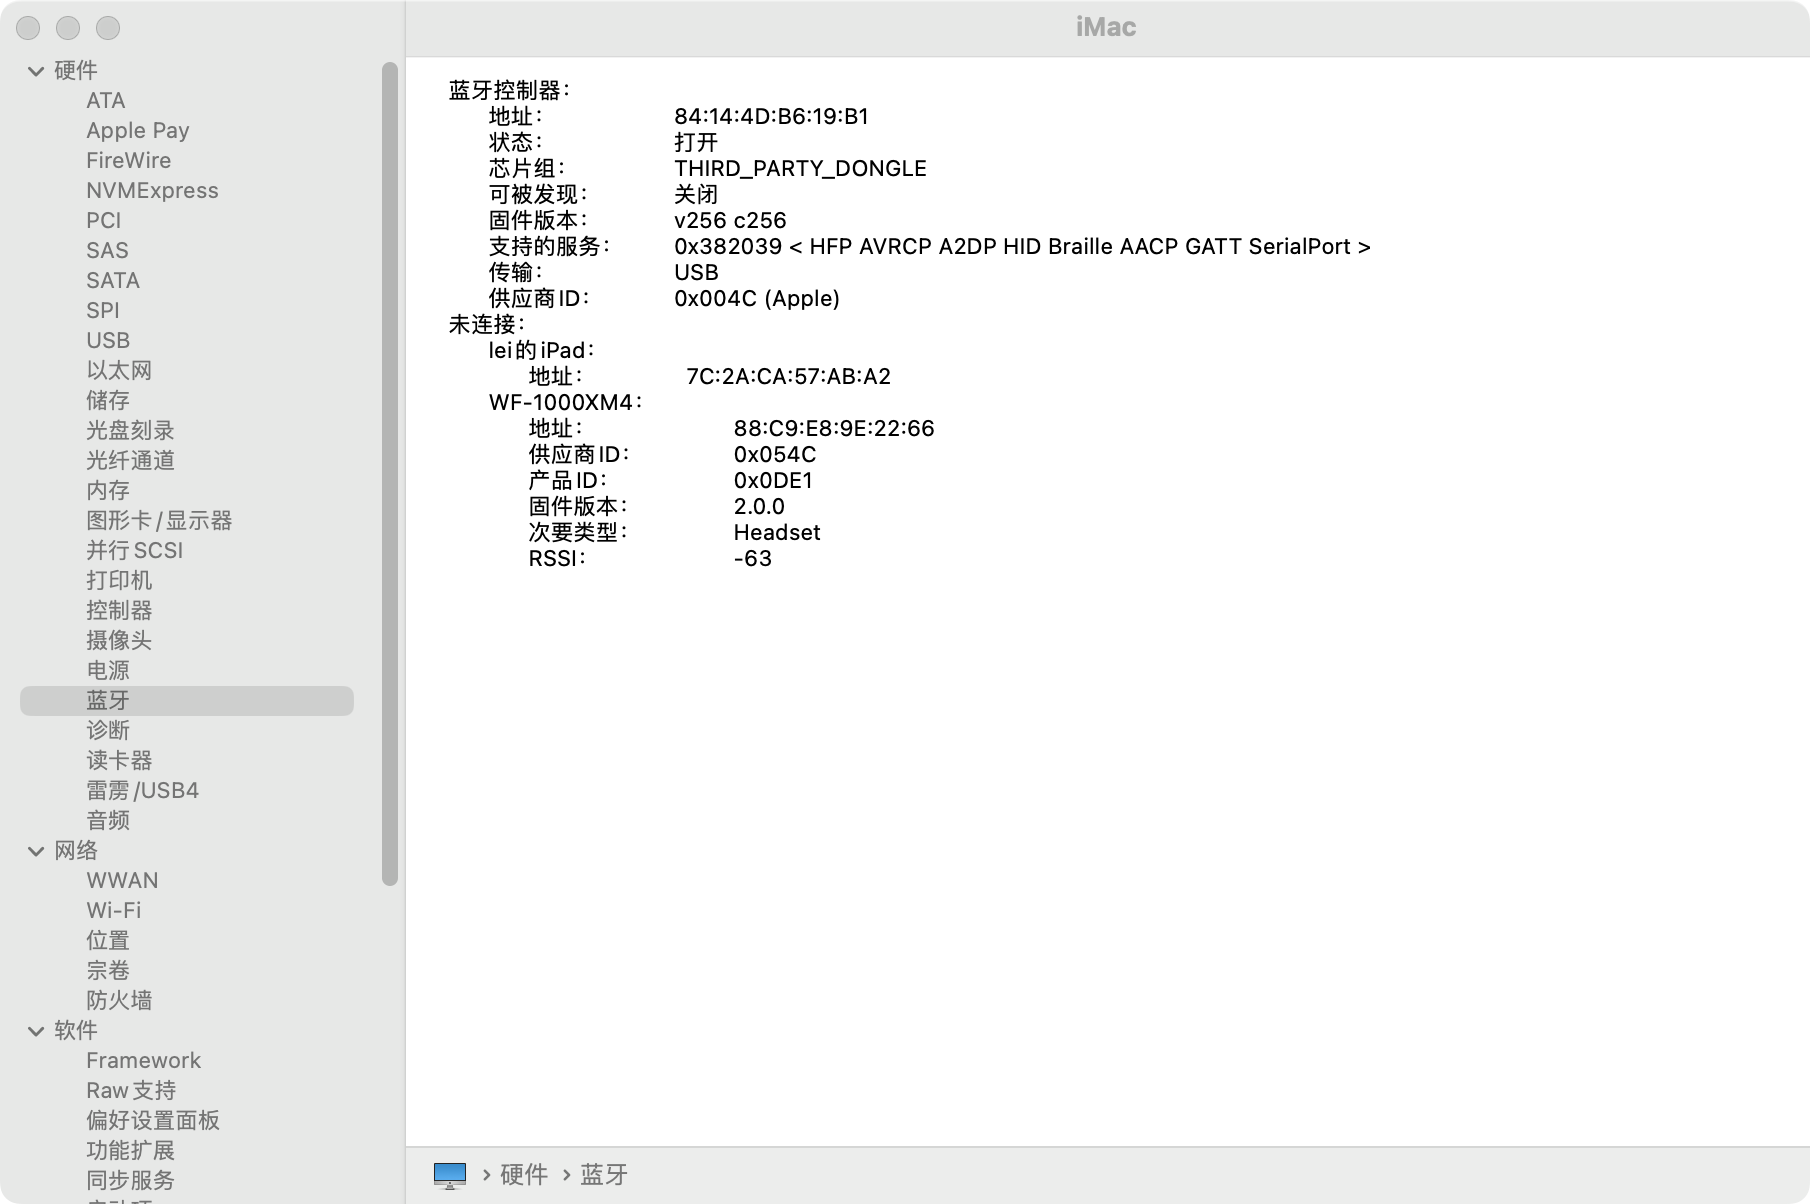 iMac
硬件
ATA
Apple Pay
FireWire
NVMExpress
PCI
SAS
SATA
SPI
USB
以太网
储存
光盘刻录
光纤通道
内存
图形卡/显示器
并行SCSI
打印机
控制器
摄像头
电源
蓝牙
诊断
读卡器
雷雳/USB4
音频
网络
WWAN
Wi-Fi
位置
宗卷
防火墙
软件
Framework
Raw支持
偏好设置面板
功能扩展
同步服务
蓝牙控制器:
地址: 84:14:4D:B6:19:B1
状态: 打开
芯片组: THIRD_PARTY_DONGLE
可被发现: 关闭
固件版本: v256 c256
支持的服务: 0x382039 < HFP AVRCP A2DP HID Braille AACP GATT SerialPort >
传输: USB
供应商ID: 0x004C (Apple)
未连接:
lei的iPad:
地址: 7C:2A:CA:57:AB:A2
WF-1000XM4:
地址: 88:C9:E8:9E:22:66
供应商ID: 0x054C
产品ID: 0x0DE1
固件版本: 2.0.0
次要类型: Headset
RSSI: -63
› 硬件 › 蓝牙